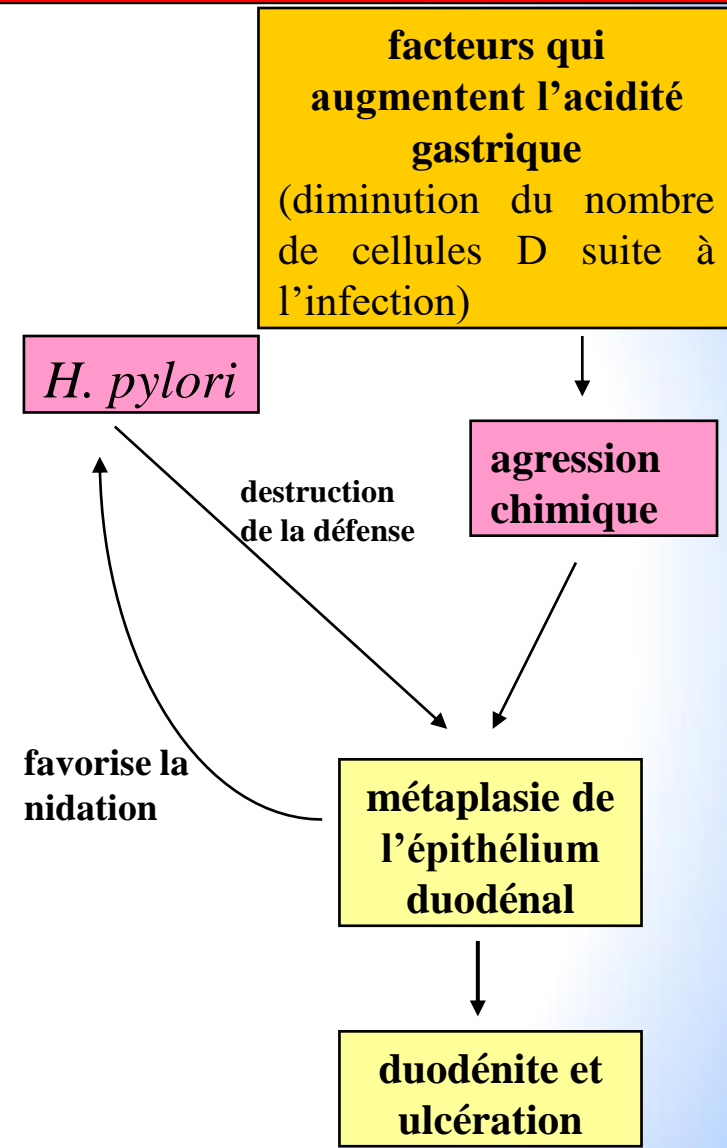 facteurs qui
augmentent l’acidité
gastrique
(diminution du nombre
de cellules D suite à
l’infection)
H. pylori
agression
chimique
destruction
de la défense
favorise la
nidation
métaplasie de
l’épithélium
duodénal
duodénite et
ulcération